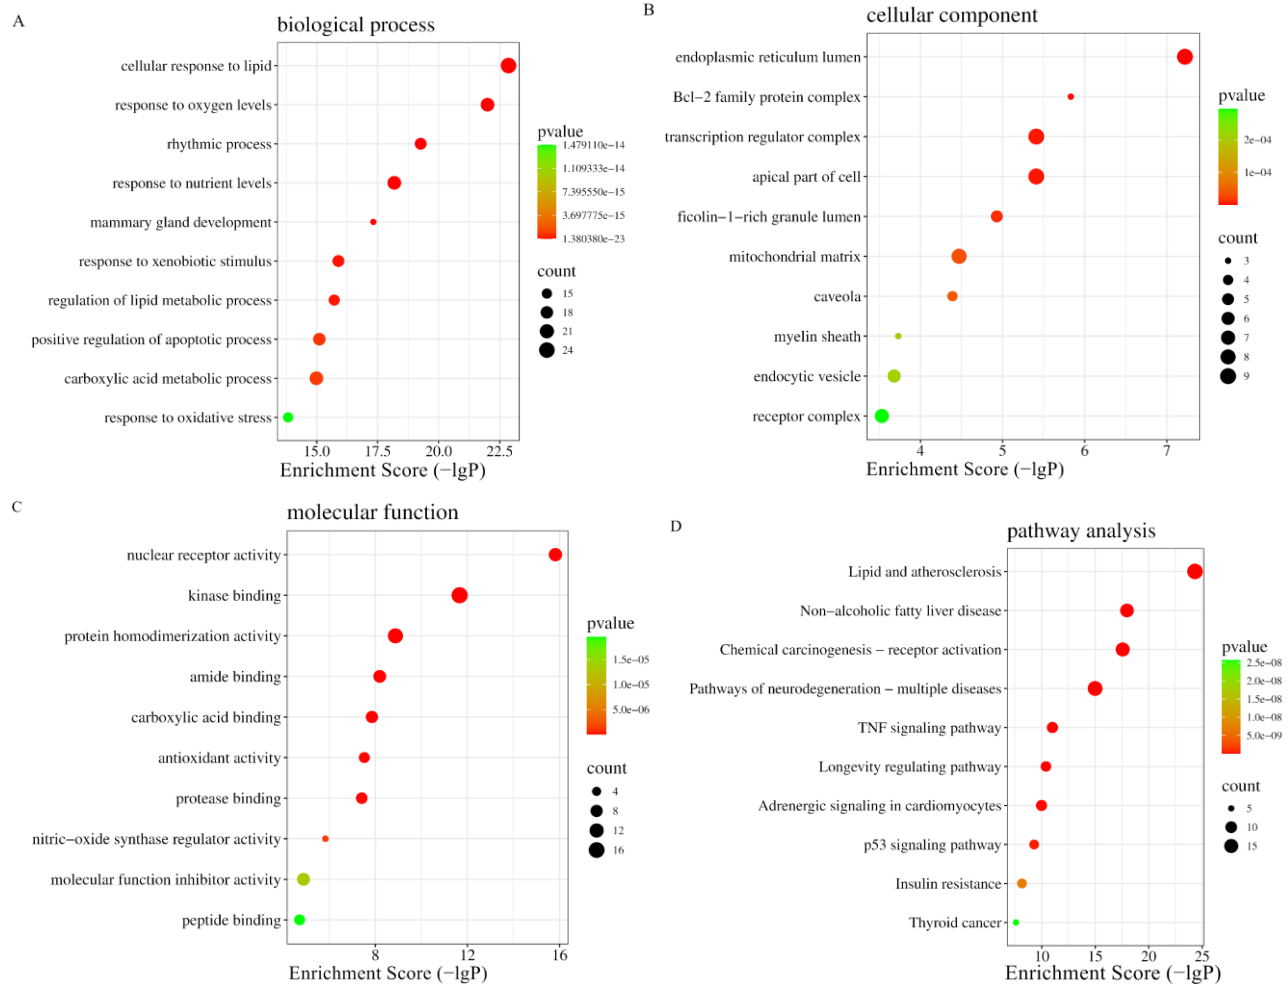 A
biological process
cellular response to lipid
response to oxygen levels
rhythmic process
response to nutrient levels
mammary gland development
response to xenobiotic stimulus
regulation of lipid metabolic process
positive regulation of apoptotic process
carboxylic acid metabolic process
response to oxidative stress
15.0 17.5 20.0 22.5
Enrichment Score (−lgP)
pvalue
1.479110e−14
1.109333e−14
7.395550e−15
3.697775e−15
1.380380e−23
count
15
18
21
24
B
cellular component
endoplasmic reticulum lumen
Bcl−2 family protein complex
transcription regulator complex
apical part of cell
ficolin−1−rich granule lumen
mitochondrial matrix
caveola
myelin sheath
endocytic vesicle
receptor complex
4 5 6 7
Enrichment Score (−lgP)
pvalue
2e−04
1e−04
count
3
4
5
6
7
8
9
C
molecular function
nuclear receptor activity
kinase binding
protein homodimerization activity
amide binding
carboxylic acid binding
antioxidant activity
protease binding
nitric−oxide synthase regulator activity
molecular function inhibitor activity
peptide binding
8 12 16
Enrichment Score (−lgP)
pvalue
1.5e−05
1.0e−05
5.0e−06
count
4
8
12
16
D
pathway analysis
Lipid and atherosclerosis
Non−alcoholic fatty liver disease
Chemical carcinogenesis − receptor activation
Pathways of neurodegeneration − multiple diseases
TNF signaling pathway
Longevity regulating pathway
Adrenergic signaling in cardiomyocytes
p53 signaling pathway
Insulin resistance
Thyroid cancer
10 15 20 25
Enrichment Score (−lgP)
pvalue
2.5e−08
2.0e−08
1.5e−08
1.0e−08
5.0e−09
count
5
10
15